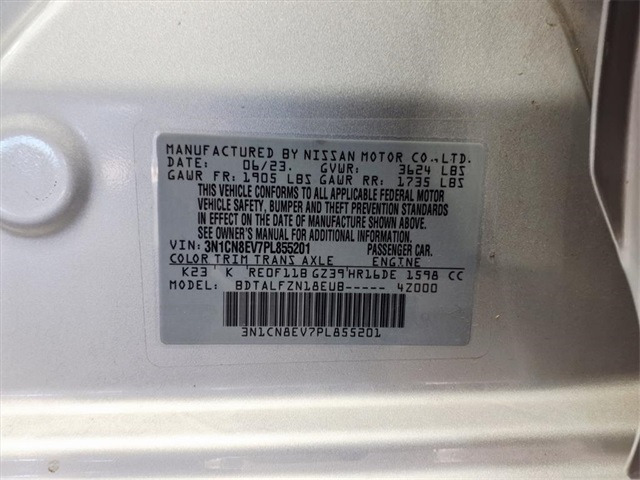 MANUFACTURED BY NISSAN MOTOR CO.,LTD.
DATE: 06/23. GVWR: 3624 LBS
GAWR FR: 1905 LBS GAWR RR: 1735 LBS
THIS VEHICLE CONFORMS TO ALL APPLICABLE FEDERAL MOTOR
VEHICLE SAFETY, BUMPER AND THEFT PREVENTION STANDARDS
IN EFFECT ON THE DATE OF MANUFACTURE SHOWN ABOVE.
SEE OWNER'S MANUAL FOR OTHER INFORMATION
VIN: 3N1CN8EV7PL855201 PASSENGER CAR.
COLOR TRIM TRANS AXLE ENGINE
K23 K RE0F11B GZ39 HR16DE 1598 CC
MODEL: BDTALFZN18EUB----- 4Z000
3N1CN8EV7PL855201